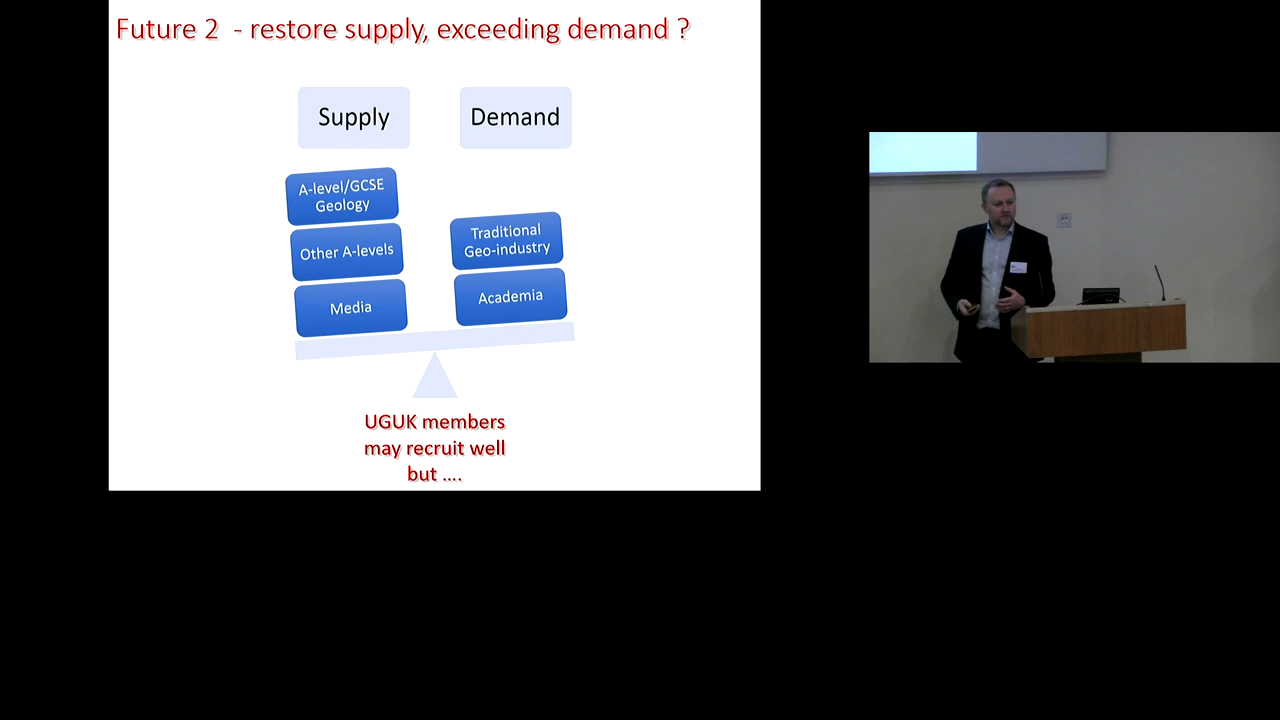 Future 2 - restore supply, exceeding demand ?
Supply
Demand
A-level/GCSE
Geology
Other A-levels
Media
Traditional
Geo-industry
Academia
UGUK members
may recruit well
but ....